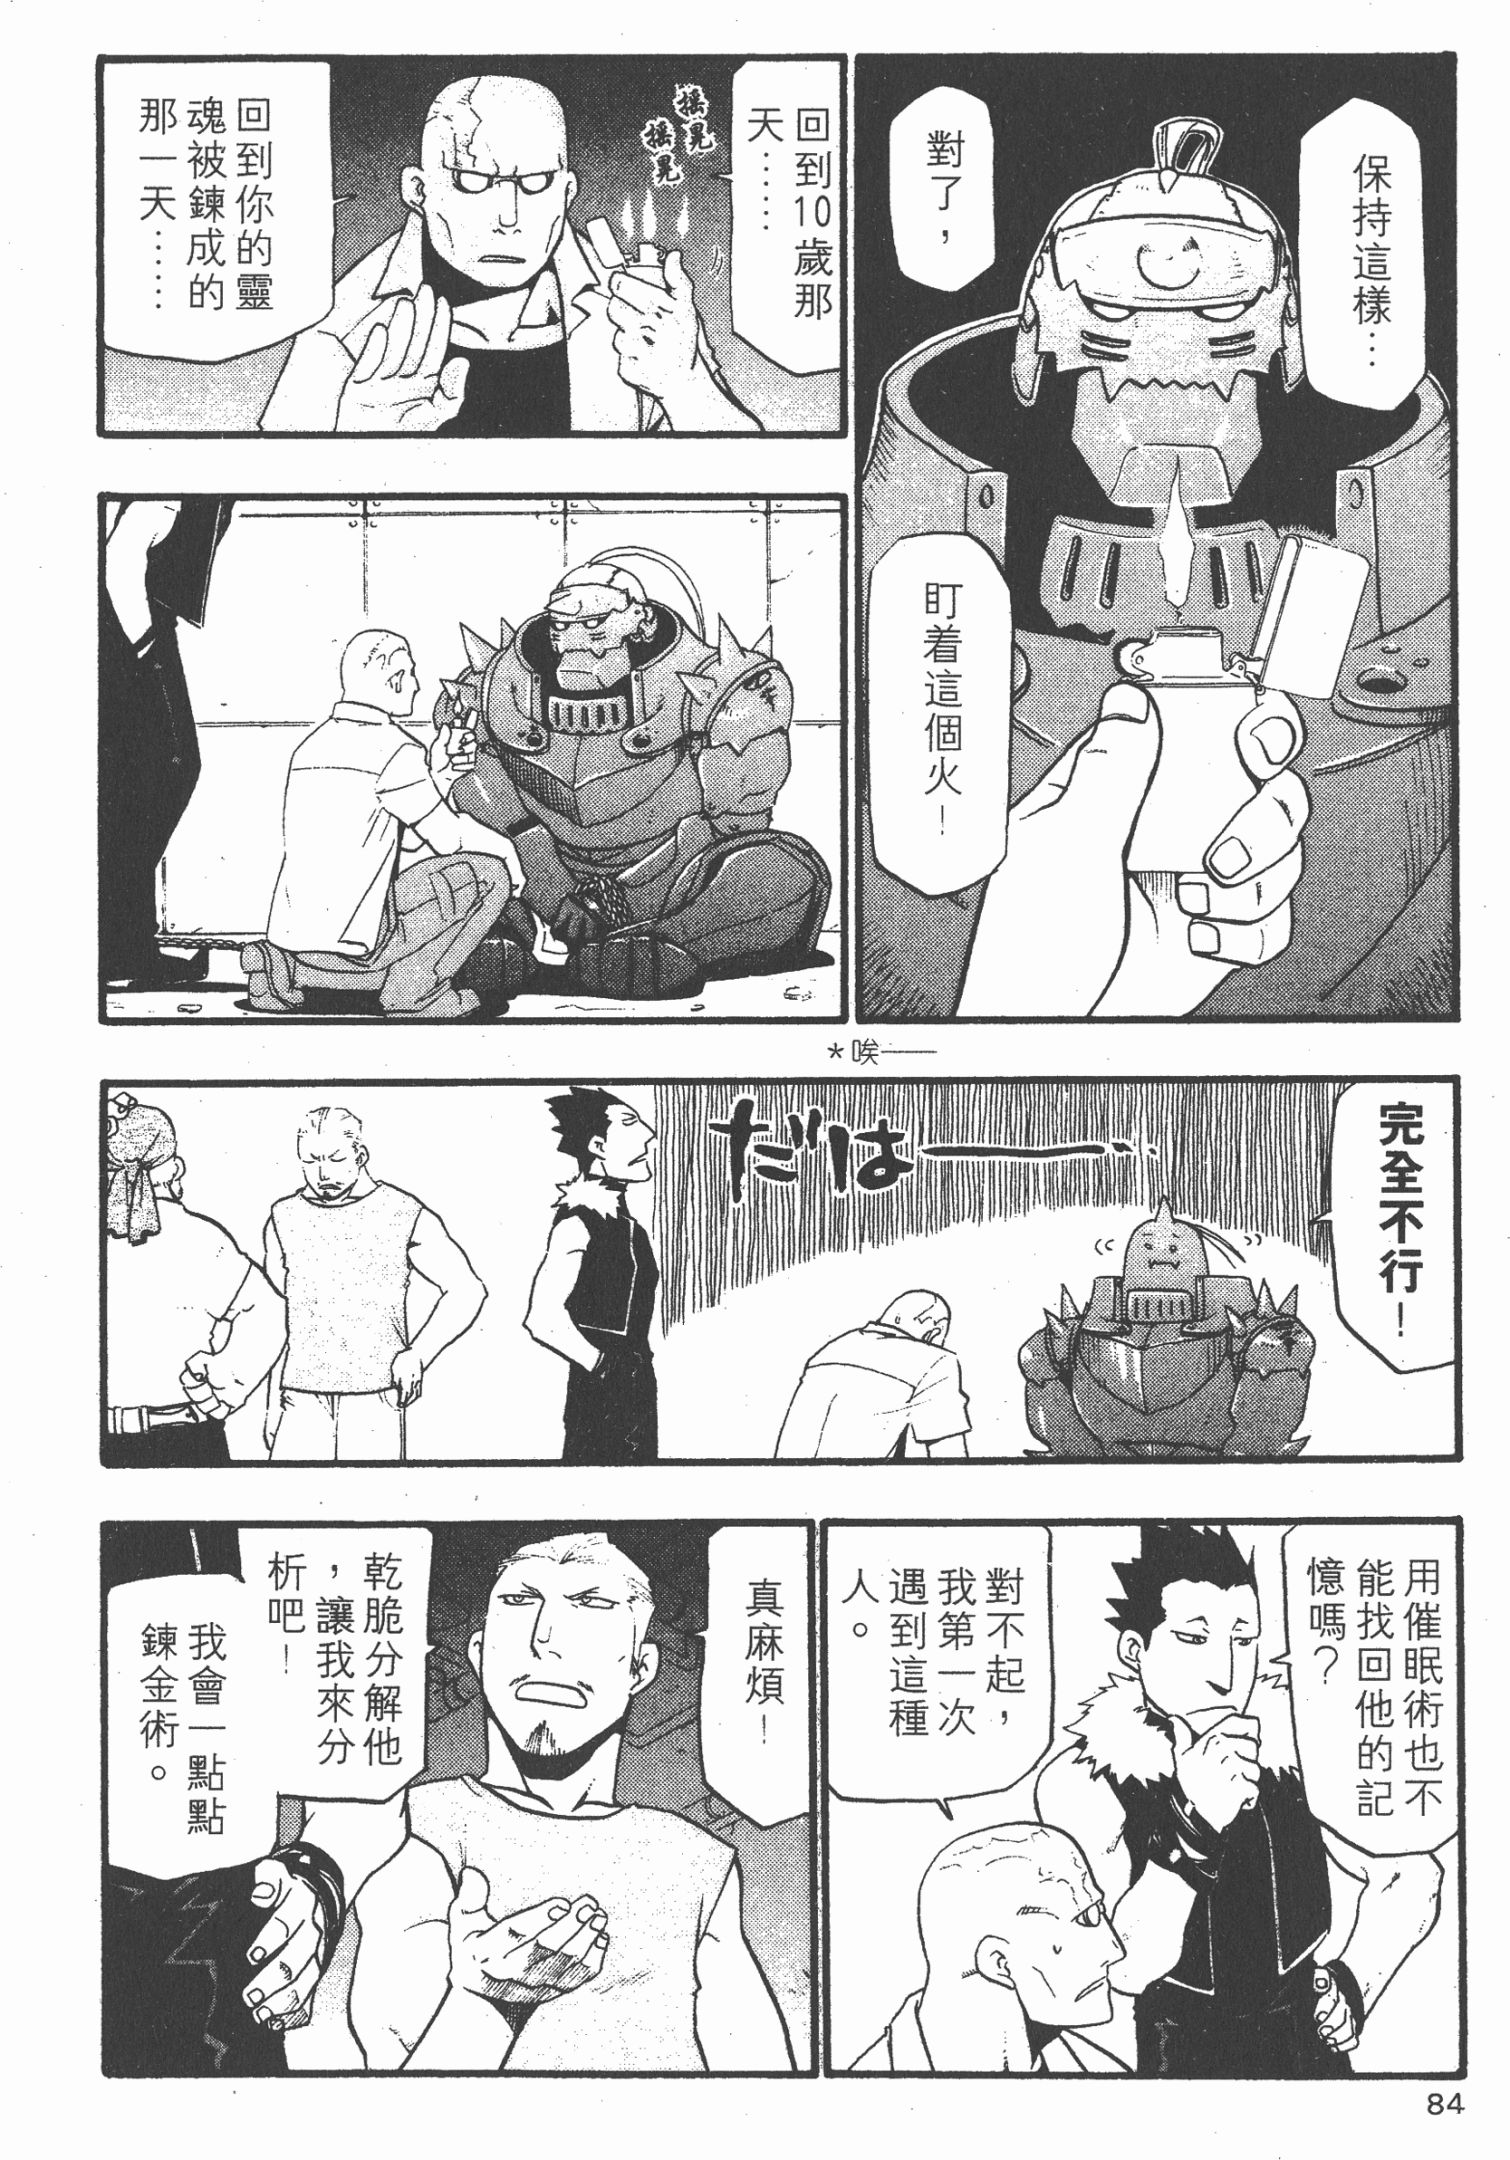 保持這樣…
對了，
盯着這個火！
回到10歲那
天……
搖晃
搖晃
回到你的靈
魂被鍊成的
那一天……
＊唉——
完全不行！
だはー
用催眠術也不
能找回他的記
憶嗎？
對不起，
我第一次
遇到這種
人。
真麻煩！
乾脆分解他
，讓我來分
析吧！
我會一點點
鍊金術。
84